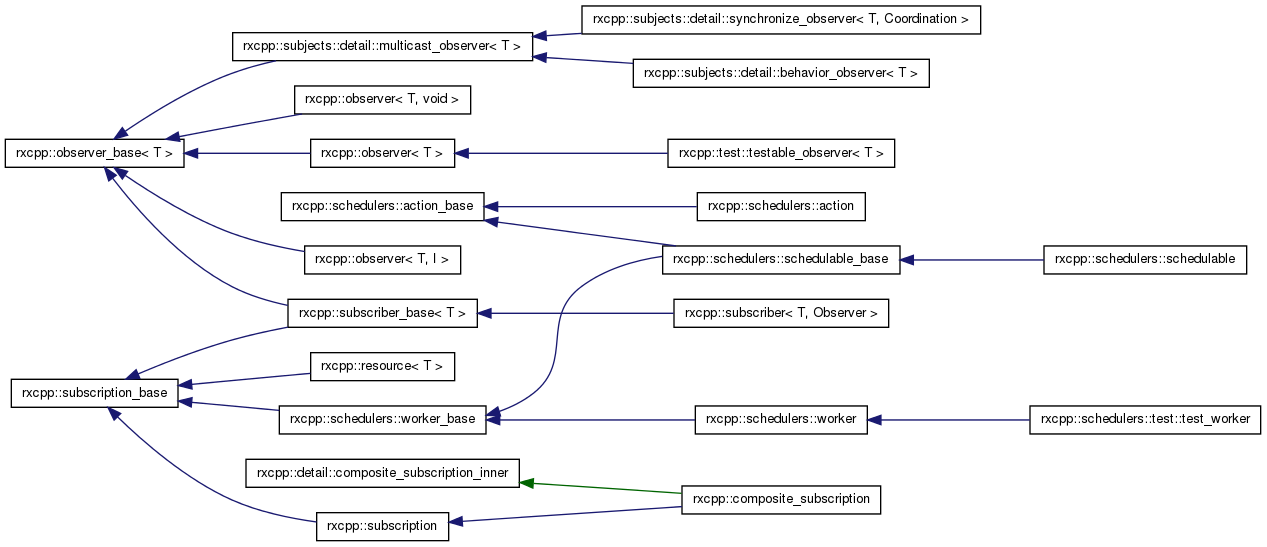 rxcpp::subjects::detail::synchronize_observer< T, Coordination >
rxcpp::subjects::detail::multicast_observer< T >
rxcpp::subjects::detail::behavior_observer< T >
rxcpp::observer< T, void >
rxcpp::observer_base< T >
rxcpp::observer< T >
rxcpp::test::testable_observer< T >
rxcpp::schedulers::action_base
rxcpp::schedulers::action
rxcpp::observer< T, I >
rxcpp::schedulers::schedulable_base
rxcpp::schedulers::schedulable
rxcpp::subscriber_base< T >
rxcpp::subscriber< T, Observer >
rxcpp::resource< T >
rxcpp::subscription_base
rxcpp::schedulers::worker_base
rxcpp::schedulers::worker
rxcpp::schedulers::test::test_worker
rxcpp::detail::composite_subscription_inner
rxcpp::composite_subscription
rxcpp::subscription